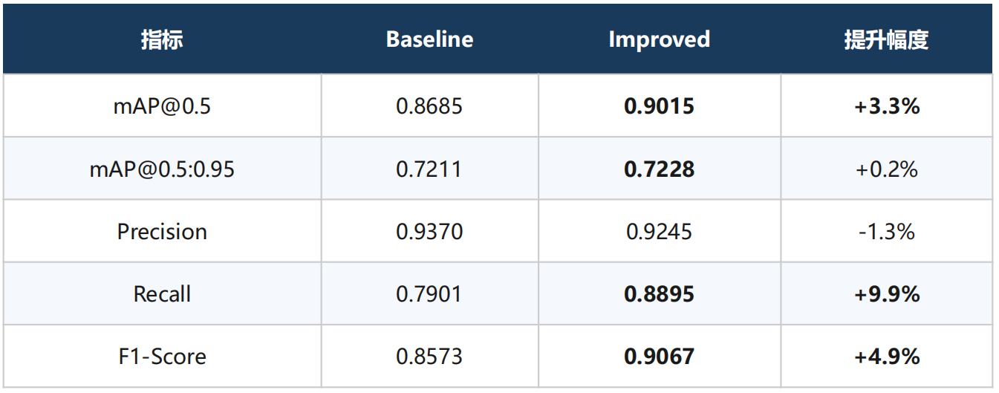 指标 Baseline Improved 提升幅度
mAP@0.5 0.8685 0.9015 +3.3%
mAP@0.5:0.95 0.7211 0.7228 +0.2%
Precision 0.9370 0.9245 -1.3%
Recall 0.7901 0.8895 +9.9%
F1-Score 0.8573 0.9067 +4.9%